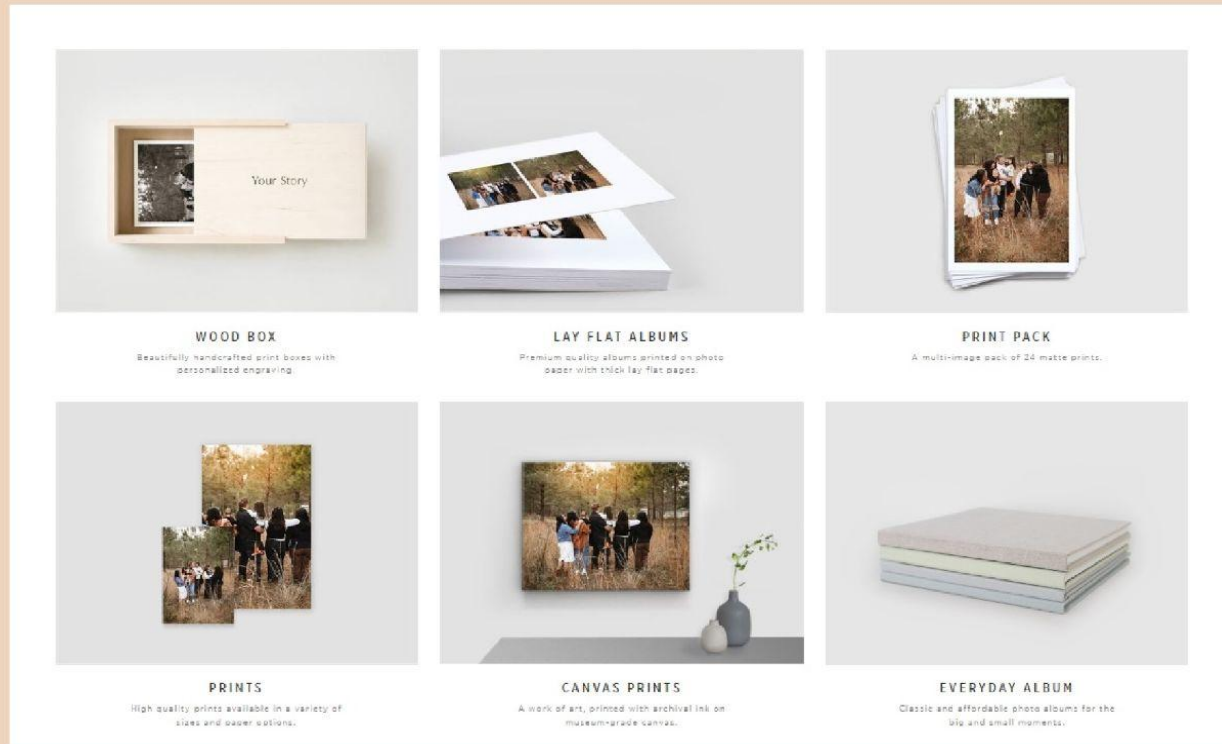 Your Story
WOOD BOX
Beautifully handcrafted print boxes with
personalized engraving
LAY FLAT ALBUMS
Premium quality albums printed on photo
paper with thick lay flat pages.
PRINT PACK
A multi-image pack of 24 matte prints.
PRINTS
High quality prints available in a variety of
sizes and paper options.
CANVAS PRINTS
A work of art, printed with archival ink on
museum-grade canvas.
EVERYDAY ALBUM
Classic and affordable photo albums for the
big and small moments.